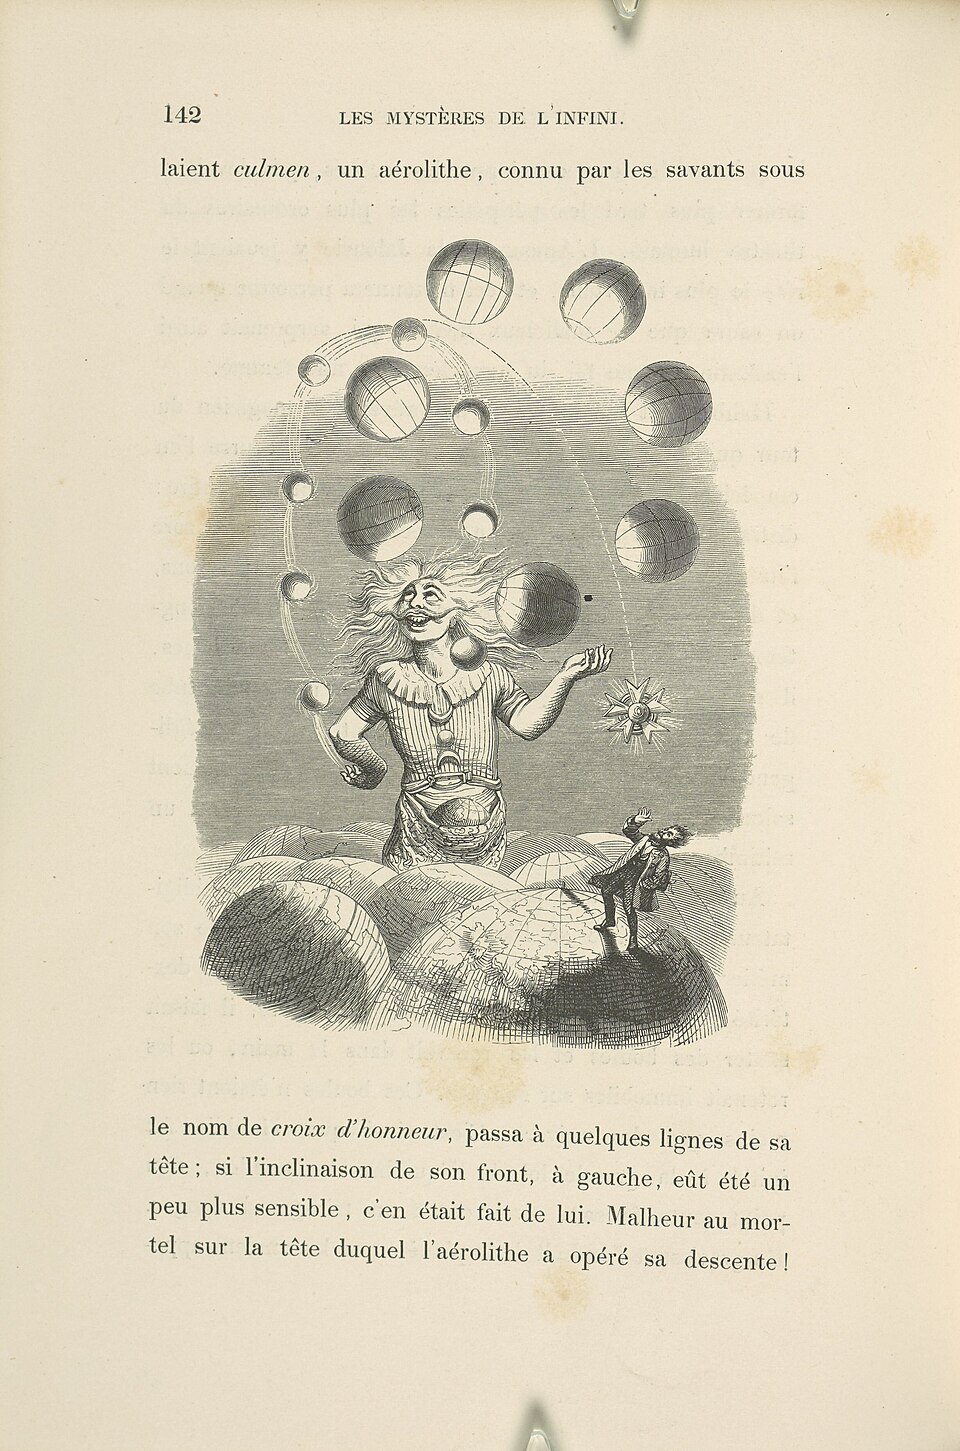 142
LES MYSTÈRES DE L'INFINI.
laient culmen, un aérolithe, connu par les savants sous
le nom de croix d'honneur, passa à quelques lignes de sa
tête; si l'inclinaison de son front, à gauche, eût été un
peu plus sensible, c'en était fait de lui. Malheur au mor-
tel sur la tête duquel l'aérolithe a opéré sa descente!